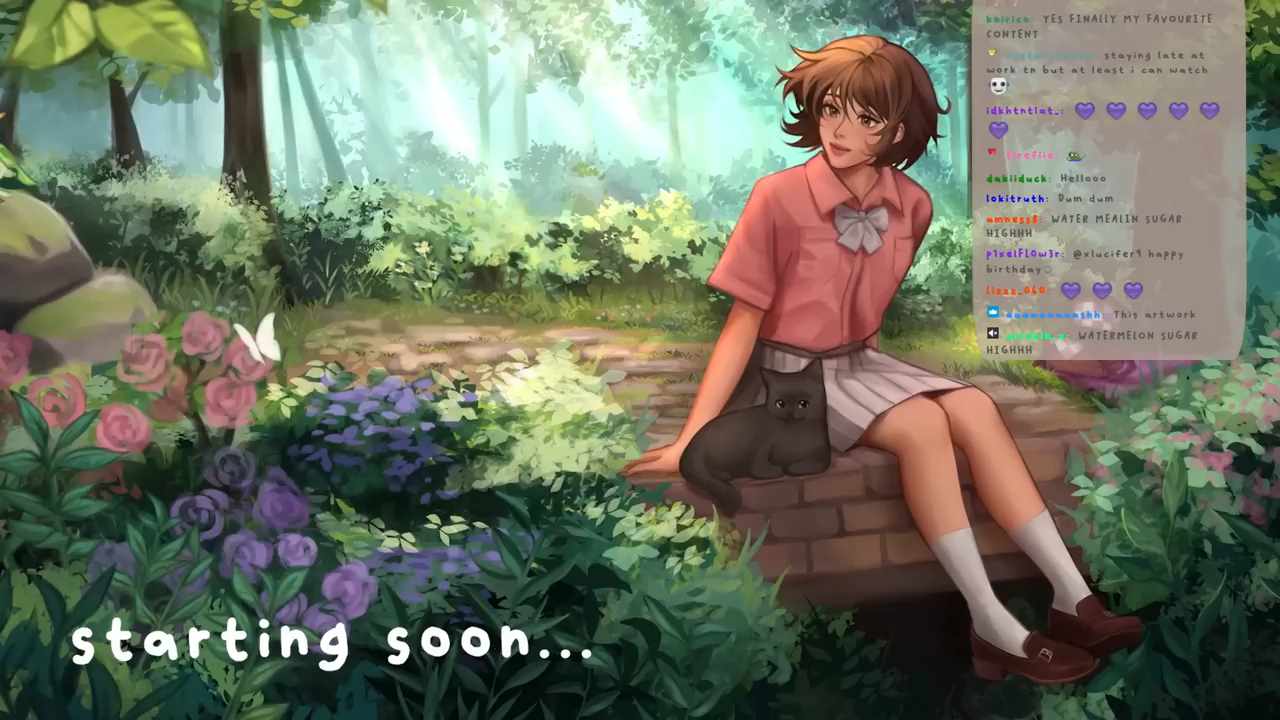 kairica: YES FINALLY MY FAVOURITE
CONTENT
staying late at
work tn but at least i can watch
idkhtntlat_:
firefiix:
dakiiduck: Hellooo
lokitruth: Dum dum
amness8: WATER MEALIN SUGAR
HIGHHH
p1xelFl0w3r: @xlucifer9 happy
birthday
lizzz_060:
This artwork
WATERMELON SUGAR
HIGHHH
starting soon...